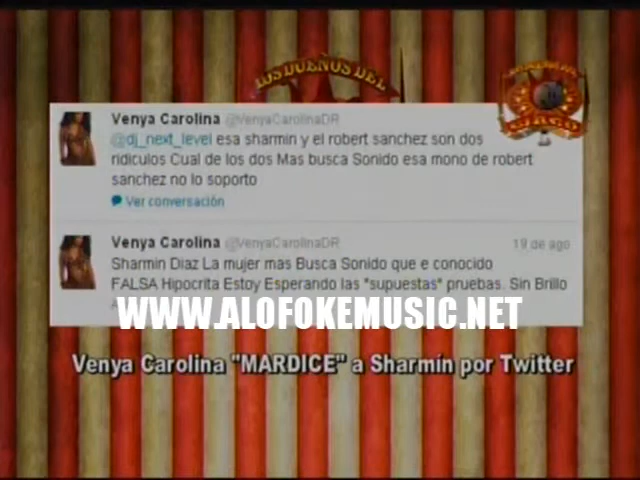 LOS DUEÑOS DEL
CIRCO
Venya Carolina @VenyaCarolinaDR
@dj_next_level esa sharmin y el robert sanchez son dos
ridiculos Cual de los dos Mas busca Sonido esa mono de robert
sanchez no lo soporto
Ver conversación
Venya Carolina @VenyaCarolinaDR 19 de ago
Sharmin Diaz La mujer mas Busca Sonido que e conocido
FALSA Hipocrita Estoy Esperando las "supuestas" pruebas. Sin Brillo
WWW.ALOFOKEMUSIC.NET
Venya Carolina "MARDICE" a Sharmín por Twitter